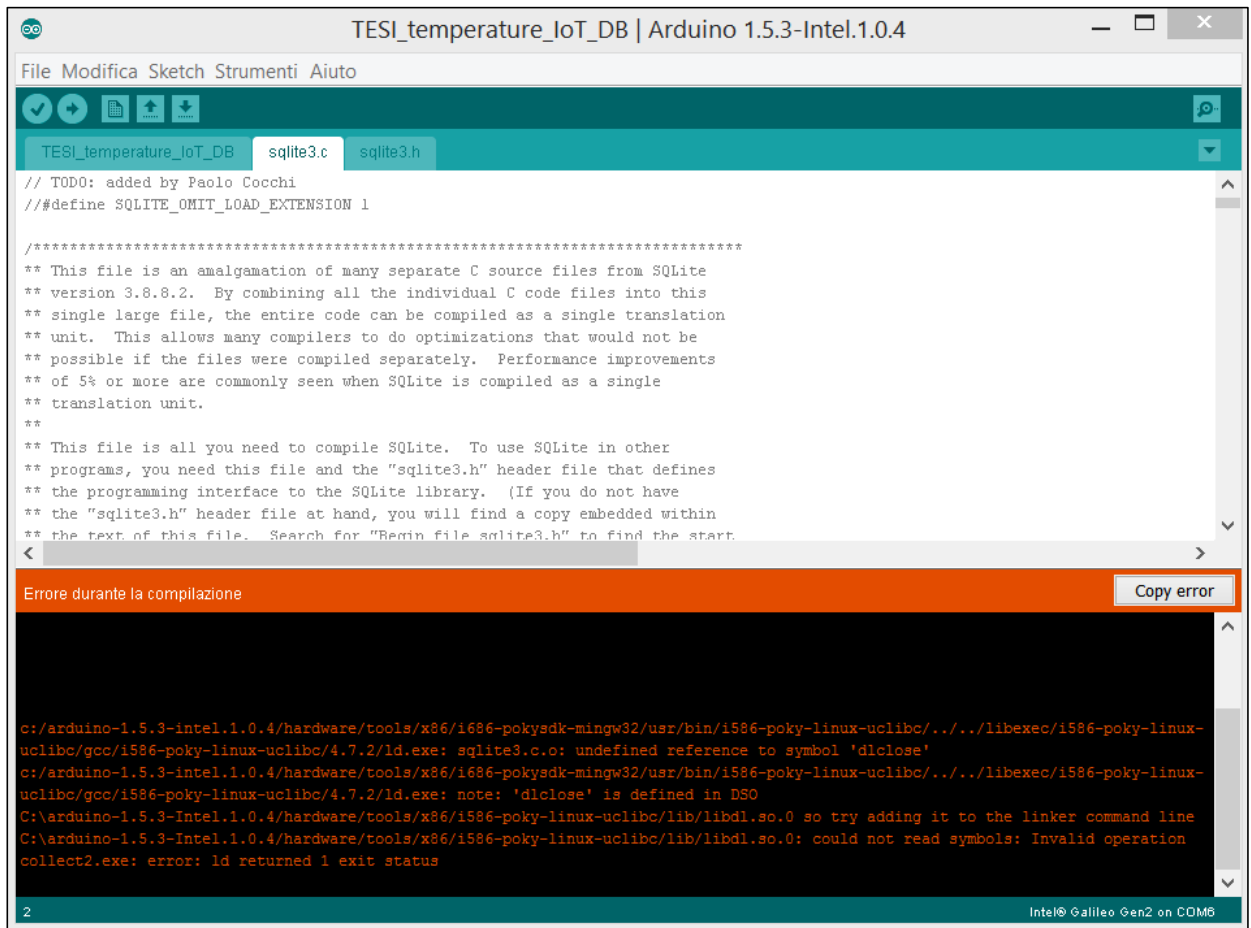 TESI_temperature_IoT_DB | Arduino 1.5.3-Intel.1.0.4
File Modifica Sketch Strumenti Aiuto
TESI_temperature_IoT_DB sqlite3.c sqlite3.h
// TODO: added by Paolo Cocchi
//#define SQLITE_OMIT_LOAD_EXTENSION 1
/******************************************************************************
** This file is an amalgamation of many separate C source files from SQLite
** version 3.8.8.2.  By combining all the individual C code files into this
** single large file, the entire code can be compiled as a single translation
** unit.  This allows many compilers to do optimizations that would not be
** possible if the files were compiled separately.  Performance improvements
** of 5% or more are commonly seen when SQLite is compiled as a single
** translation unit.
**
** This file is all you need to compile SQLite.  To use SQLite in other
** programs, you need this file and the "sqlite3.h" header file that defines
** the programming interface to the SQLite library.  (If you do not have
** the "sqlite3.h" header file at hand, you will find a copy embedded within
** the text of this file.  Search for "Begin file sqlite3.h" to find the start
Errore durante la compilazione
Copy error
c:/arduino-1.5.3-intel.1.0.4/hardware/tools/x86/i686-pokysdk-mingw32/usr/bin/i586-poky-linux-uclibc/../../libexec/i586-poky-linux-
uclibc/gcc/i586-poky-linux-uclibc/4.7.2/ld.exe: sqlite3.c.o: undefined reference to symbol 'dlclose'
c:/arduino-1.5.3-intel.1.0.4/hardware/tools/x86/i686-pokysdk-mingw32/usr/bin/i586-poky-linux-uclibc/../../libexec/i586-poky-linux-
uclibc/gcc/i586-poky-linux-uclibc/4.7.2/ld.exe: note: 'dlclose' is defined in DSO
C:\arduino-1.5.3-Intel.1.0.4/hardware/tools/x86/i586-poky-linux-uclibc/lib/libdl.so.0 so try adding it to the linker command line
C:\arduino-1.5.3-Intel.1.0.4/hardware/tools/x86/i586-poky-linux-uclibc/lib/libdl.so.0: could not read symbols: Invalid operation
collect2.exe: error: ld returned 1 exit status
2
Intel® Galileo Gen2 on COM6